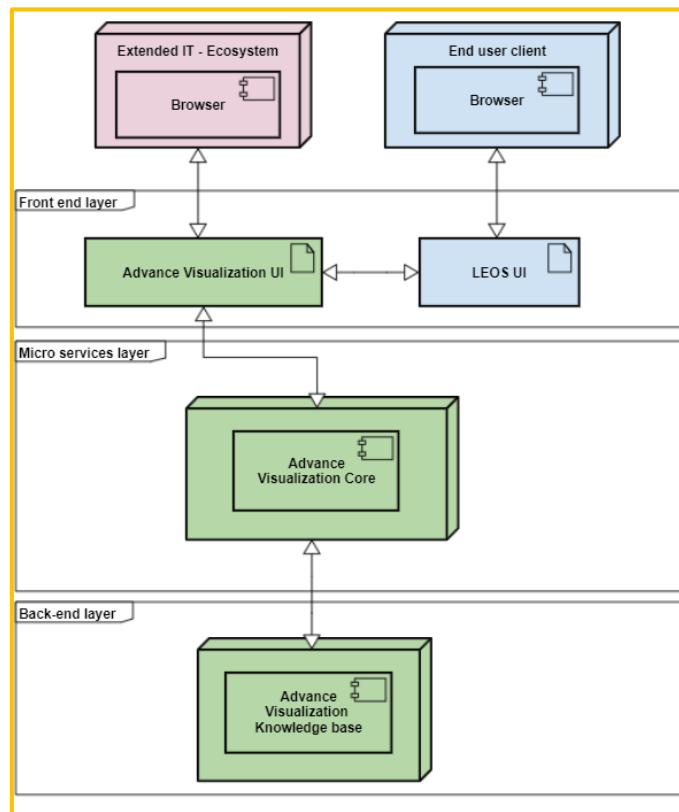 Extended IT - Ecosystem
Browser
End user client
Browser
Front end layer
Advance Visualization UI
LEOS UI
Micro services layer
Advance
Visualization Core
Back-end layer
Advance
Visualization
Knowledge base